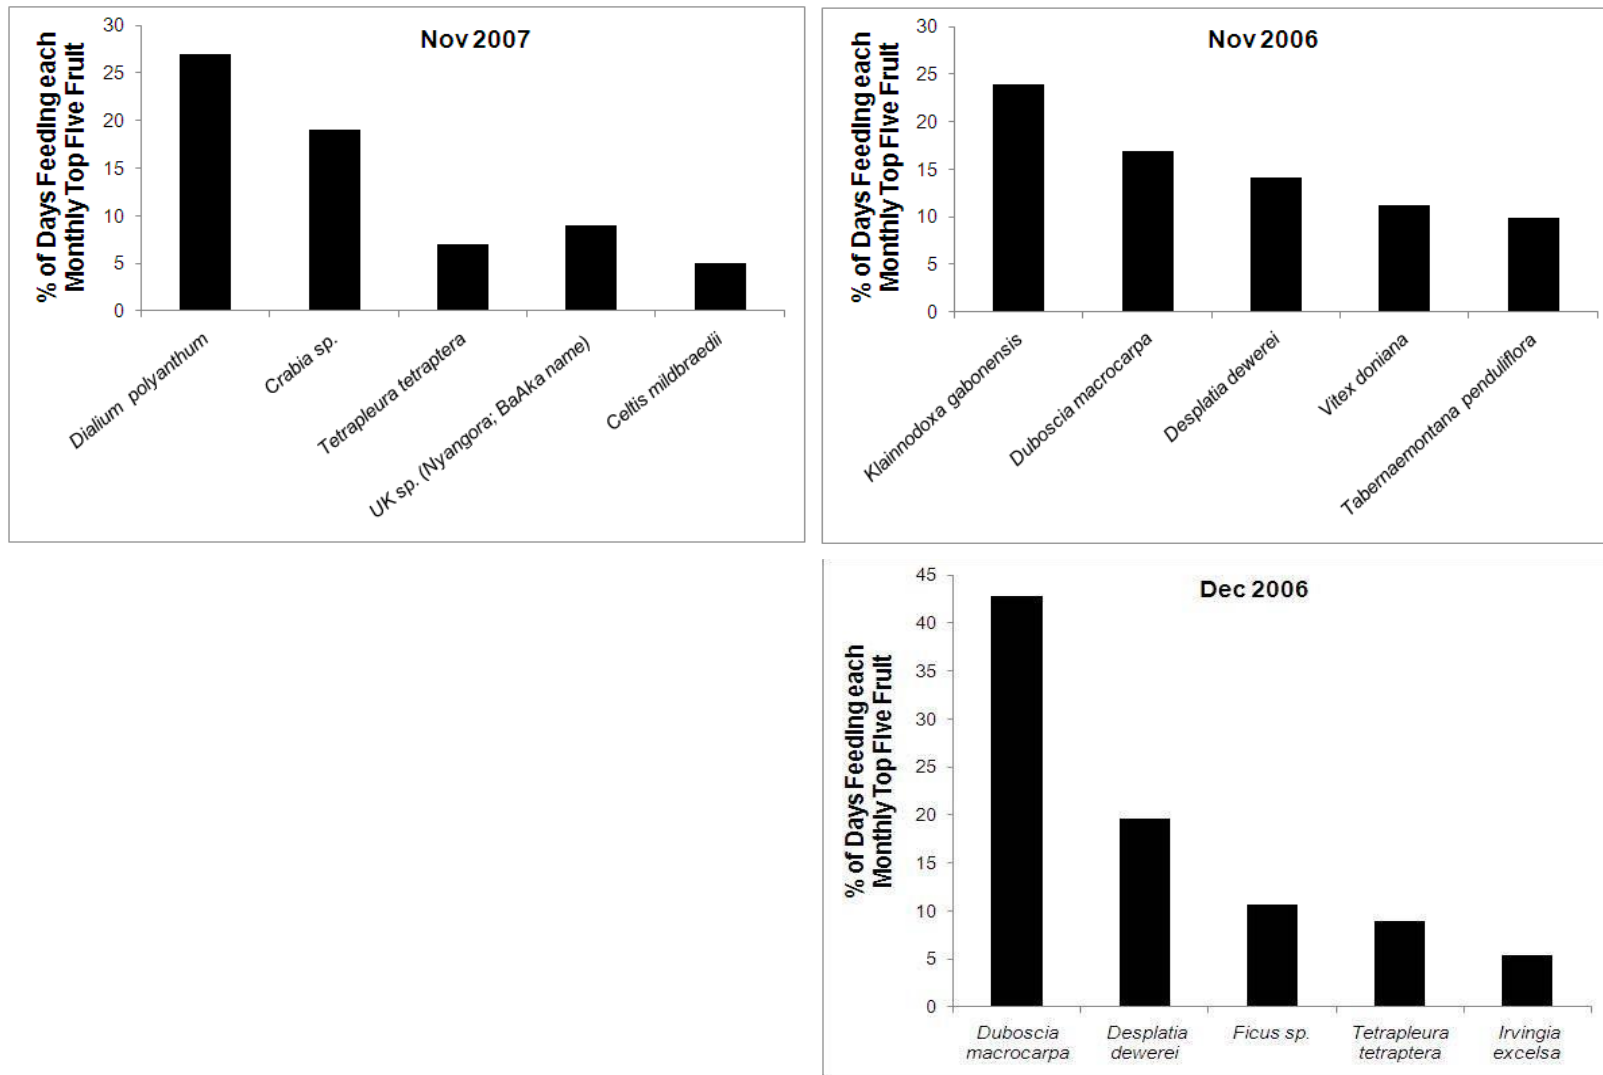 Nov 2007
% of Days Feeding each
Monthly Top Five Fruit
30
25
20
15
10
5
0
Dialium polyanthum
Crabia sp.
Tetrapleura tetraptera
UK sp. (Nyangora; BaAka name)
Celtis mildbraedii
Nov 2006
% of Days Feeding each
Monthly Top Five Fruit
30
25
20
15
10
5
0
Klainnodoxa gabonensis
Duboscia macrocarpa
Desplatia dewerei
Vitex doniana
Tabernaemontana penduliflora
Dec 2006
% of Days Feeding each
Monthly Top Five Fruit
45
40
35
30
25
20
15
10
5
0
Duboscia
macrocarpa
Desplatia
dewerei
Ficus sp.
Tetrapleura
tetraptera
Irvingia
excelsa